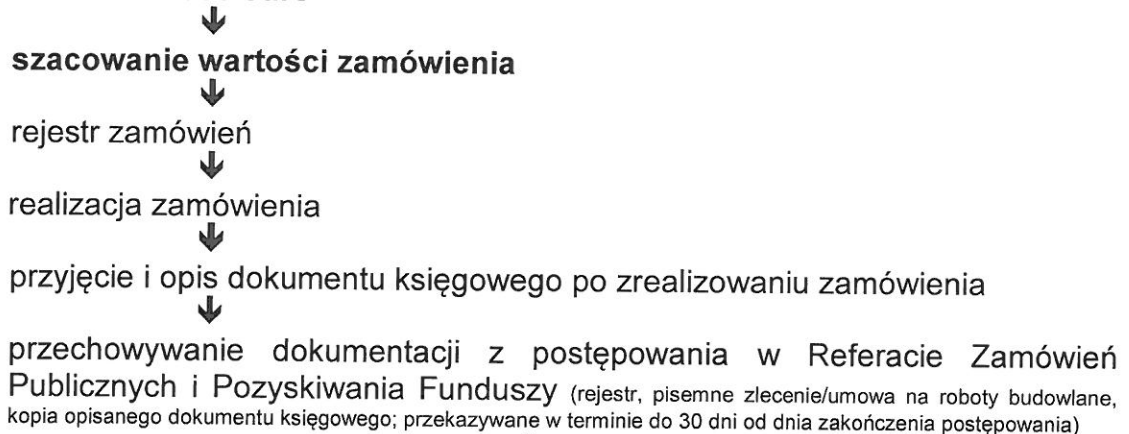 szacowanie wartości zamówienia
rejestr zamówień
realizacja zamówienia
przyjęcie i opis dokumentu księgowego po zrealizowaniu zamówienia
przechowywanie dokumentacji z postępowania w Referacie Zamówień
Publicznych i Pozyskiwania Funduszy (rejestr, pisemne zlecenie/umowa na roboty budowlane,
kopia opisanego dokumentu księgowego; przekazywane w terminie do 30 dni od dnia zakończenia postępowania)